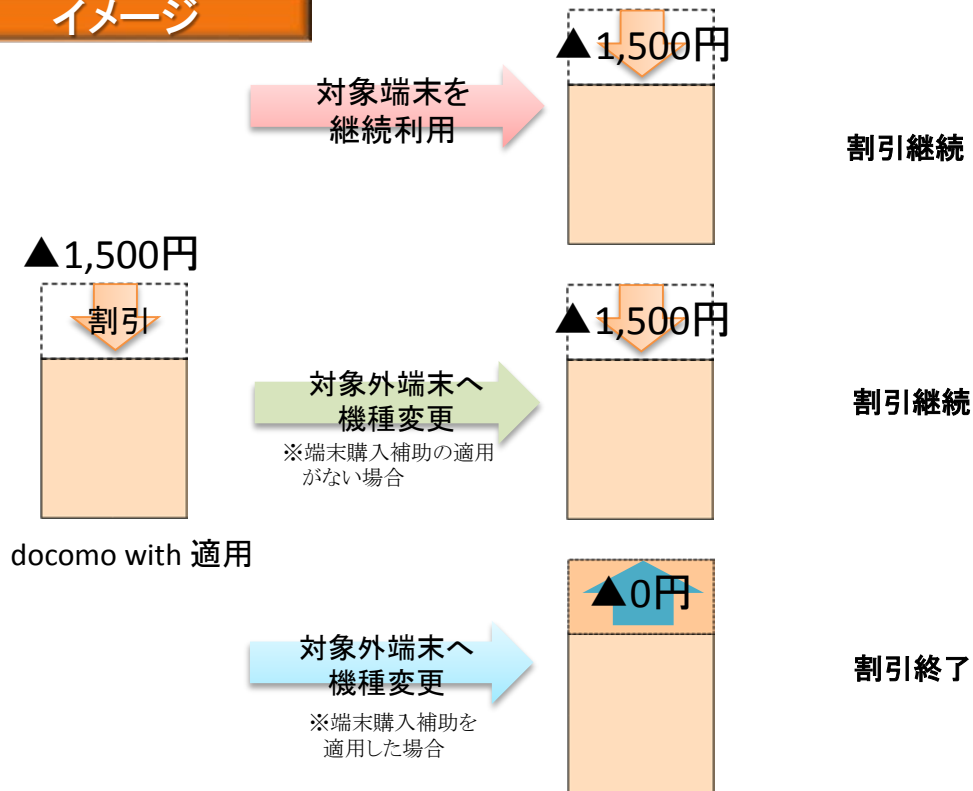 イメージ
▲1,500円
対象端末を
継続利用
割引継続
▲1,500円
割引
docomo with 適用
▲1,500円
対象外端末へ
機種変更
※端末購入補助の適用
がない場合
割引継続
▲0円
対象外端末へ
機種変更
※端末購入補助を
適用した場合
割引終了